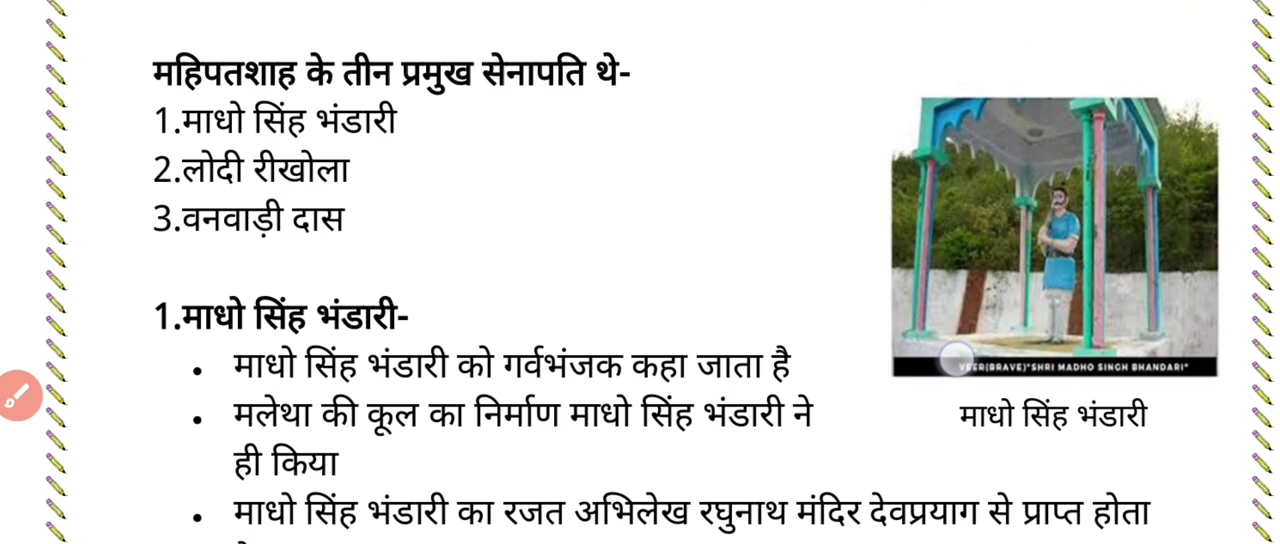 महिपतशाह के तीन प्रमुख सेनापति थे-
1.माधो सिंह भंडारी
2.लोदी रीखोला
3.वनवाड़ी दास
1.माधो सिंह भंडारी-
• माधो सिंह भंडारी को गर्वभंजक कहा जाता है
• मलेथा की कूल का निर्माण माधो सिंह भंडारी ने
ही किया
• माधो सिंह भंडारी का रजत अभिलेख रघुनाथ मंदिर देवप्रयाग से प्राप्त होता
VEER(BRAVE)"SHRI MADHO SINGH BHANDARI"
माधो सिंह भंडारी